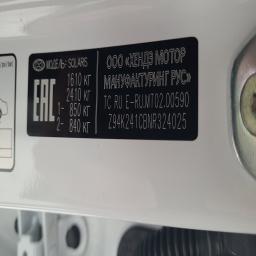 МОДЕЛЬ: SOLARIS
EAC
1610 КГ
2410 КГ
1- 850 КГ
2- 840 КГ
ООО «ХЕНДЭ МОТОР
МАНУФАКТУРИНГ РУС»
ТС RU E-RU.MT02.00590
Z94K241CBNR324025